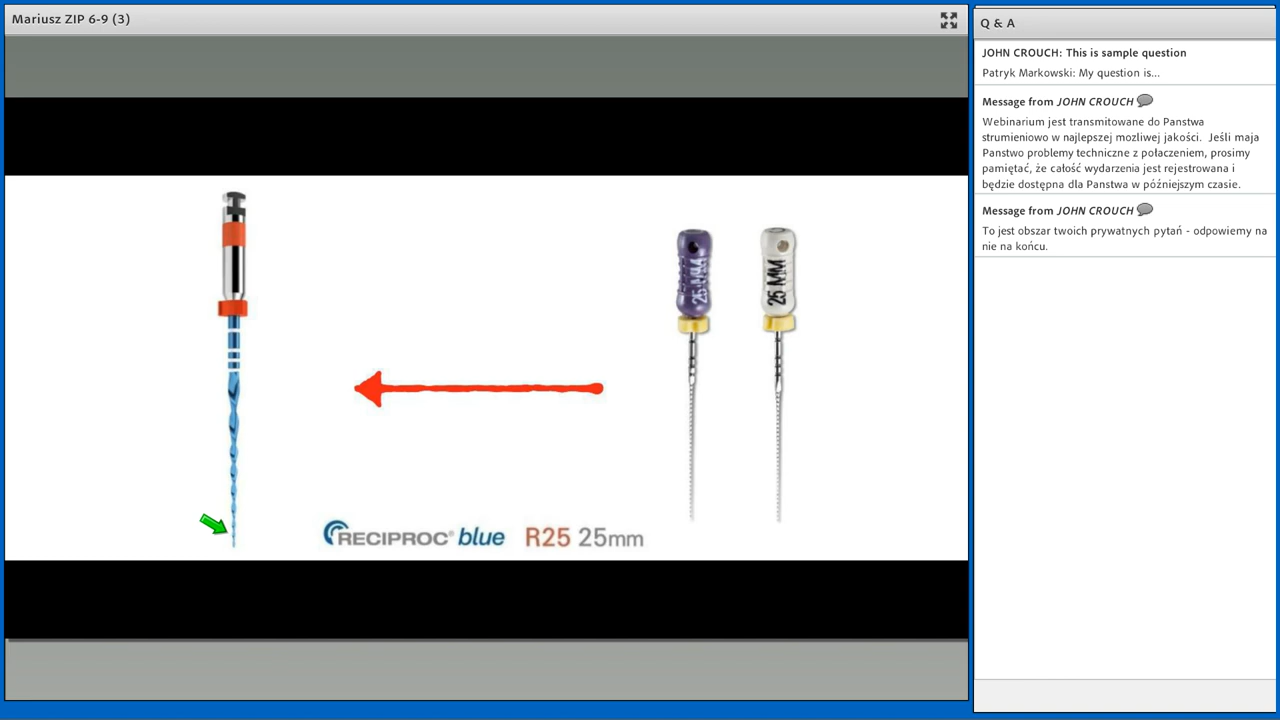 Mariusz ZIP 6-9 (3)
25 MM
25 MM
RECIPROC® blue R25 25mm
Q & A
JOHN CROUCH: This is sample question
Patryk Markowski: My question is...
Message from JOHN CROUCH
Webinarium jest transmitowane do Panstwa
strumieniowo w najlepszej mozliwej jakości.  Jeśli maja
Panstwo problemy techniczne z połaczeniem, prosimy
pamiętać, że całość wydarzenia jest rejestrowana i
będzie dostępna dla Panstwa w późniejszym czasie.
Message from JOHN CROUCH
To jest obszar twoich prywatnych pytań - odpowiemy na
nie na końcu.